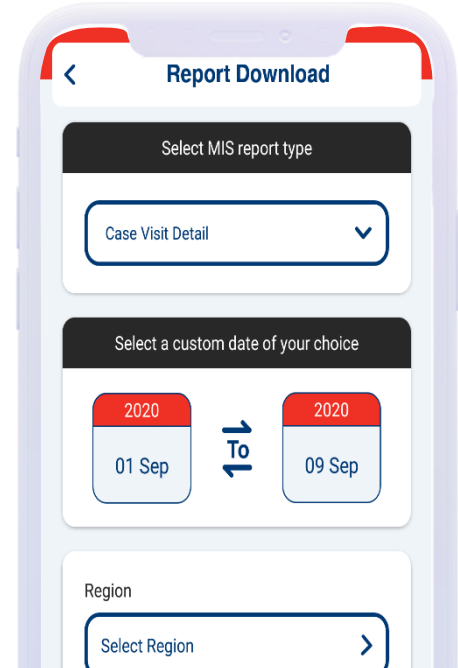 Report Download
Select MIS report type
Case Visit Detail
Select a custom date of your choice
2020
01 Sep
To
2020
09 Sep
Region
Select Region